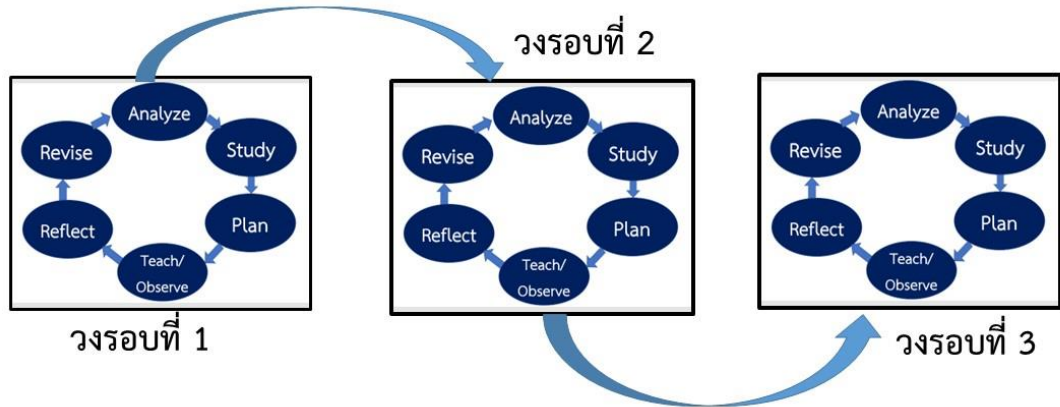 วงรอบที่ 2
Analyze
Study
Plan
Teach/
Observe
Reflect
Revise
วงรอบที่ 1
Analyze
Study
Plan
Teach/
Observe
Reflect
Revise
Analyze
Study
Plan
Teach/
Observe
Reflect
Revise
วงรอบที่ 3